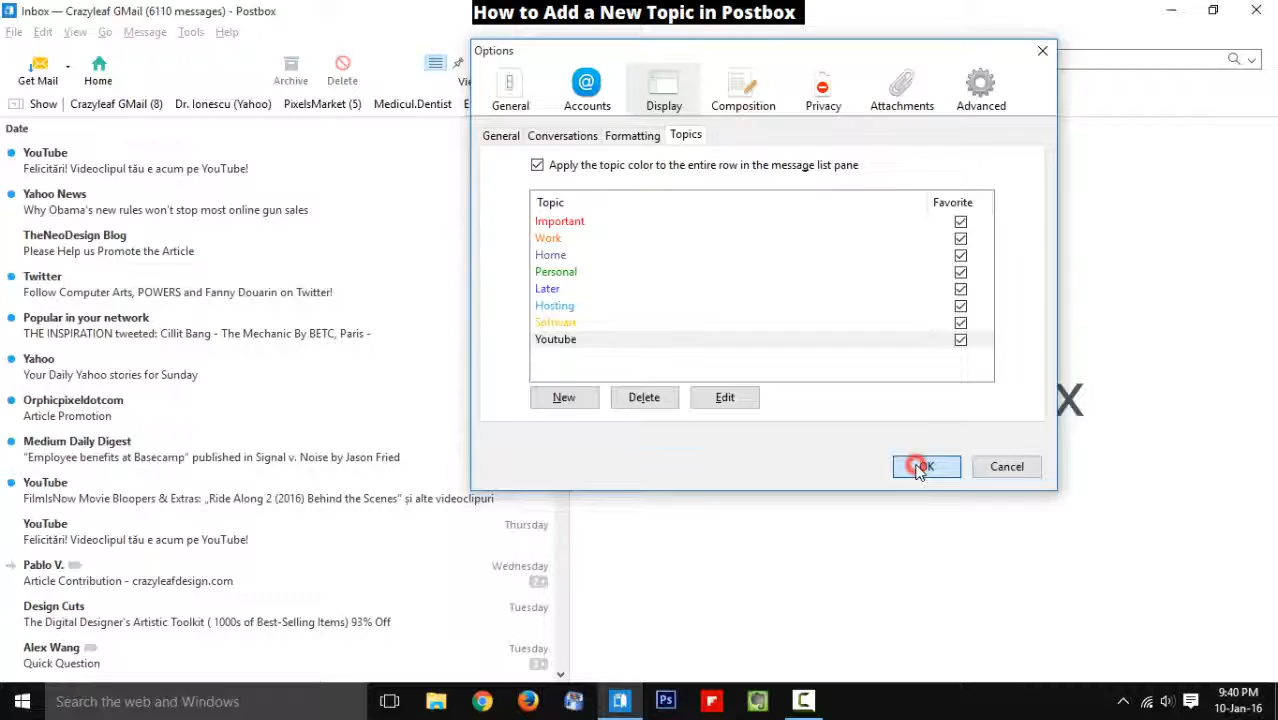 How to Add a New Topic in Postbox
Inbox — Crazyleaf GMail (6110 messages) - Postbox
File Edit View Go Message Tools Help
Get Mail Home Archive Delete
Show Crazyleaf GMail (8) Dr. Ionescu (Yahoo) PixelsMarket (5) Medicul.Dentist
Date
YouTube
Felicitări! Videoclipul tău e acum pe YouTube!
Yahoo News
Why Obama's new rules won't stop most online gun sales
TheNeoDesign Blog
Please Help us Promote the Article
Twitter
Follow Computer Arts, POWERS and Fanny Douarin on Twitter!
Popular in your network
THE INSPIRATION tweeted: Cillit Bang - The Mechanic By BETC, Paris -
Yahoo
Your Daily Yahoo stories for Sunday
Orphicpixeldotcom
Article Promotion
Medium Daily Digest
"Employee benefits at Basecamp" published in Signal v. Noise by Jason Fried
YouTube
FilmIsNow Movie Bloopers & Extras: „Ride Along 2 (2016) Behind the Scenes" și alte videoclipuri
YouTube Thursday
Felicitări! Videoclipul tău e acum pe YouTube!
Pablo V. Wednesday
Article Contribution - crazyleafdesign.com 2+
Design Cuts Tuesday
The Digital Designer's Artistic Toolkit ( 1000s of Best-Selling Items) 93% Off
Alex Wang Tuesday
Quick Question 3+
Options
General Accounts Display Composition Privacy Attachments Advanced
General Conversations Formatting Topics
Apply the topic color to the entire row in the message list pane
Topic Favorite
Important
Work
Home
Personal
Later
Hosting
Software
Youtube
New Delete Edit
OK Cancel
x
Search the web and Windows
9:40 PM
10-Jan-16